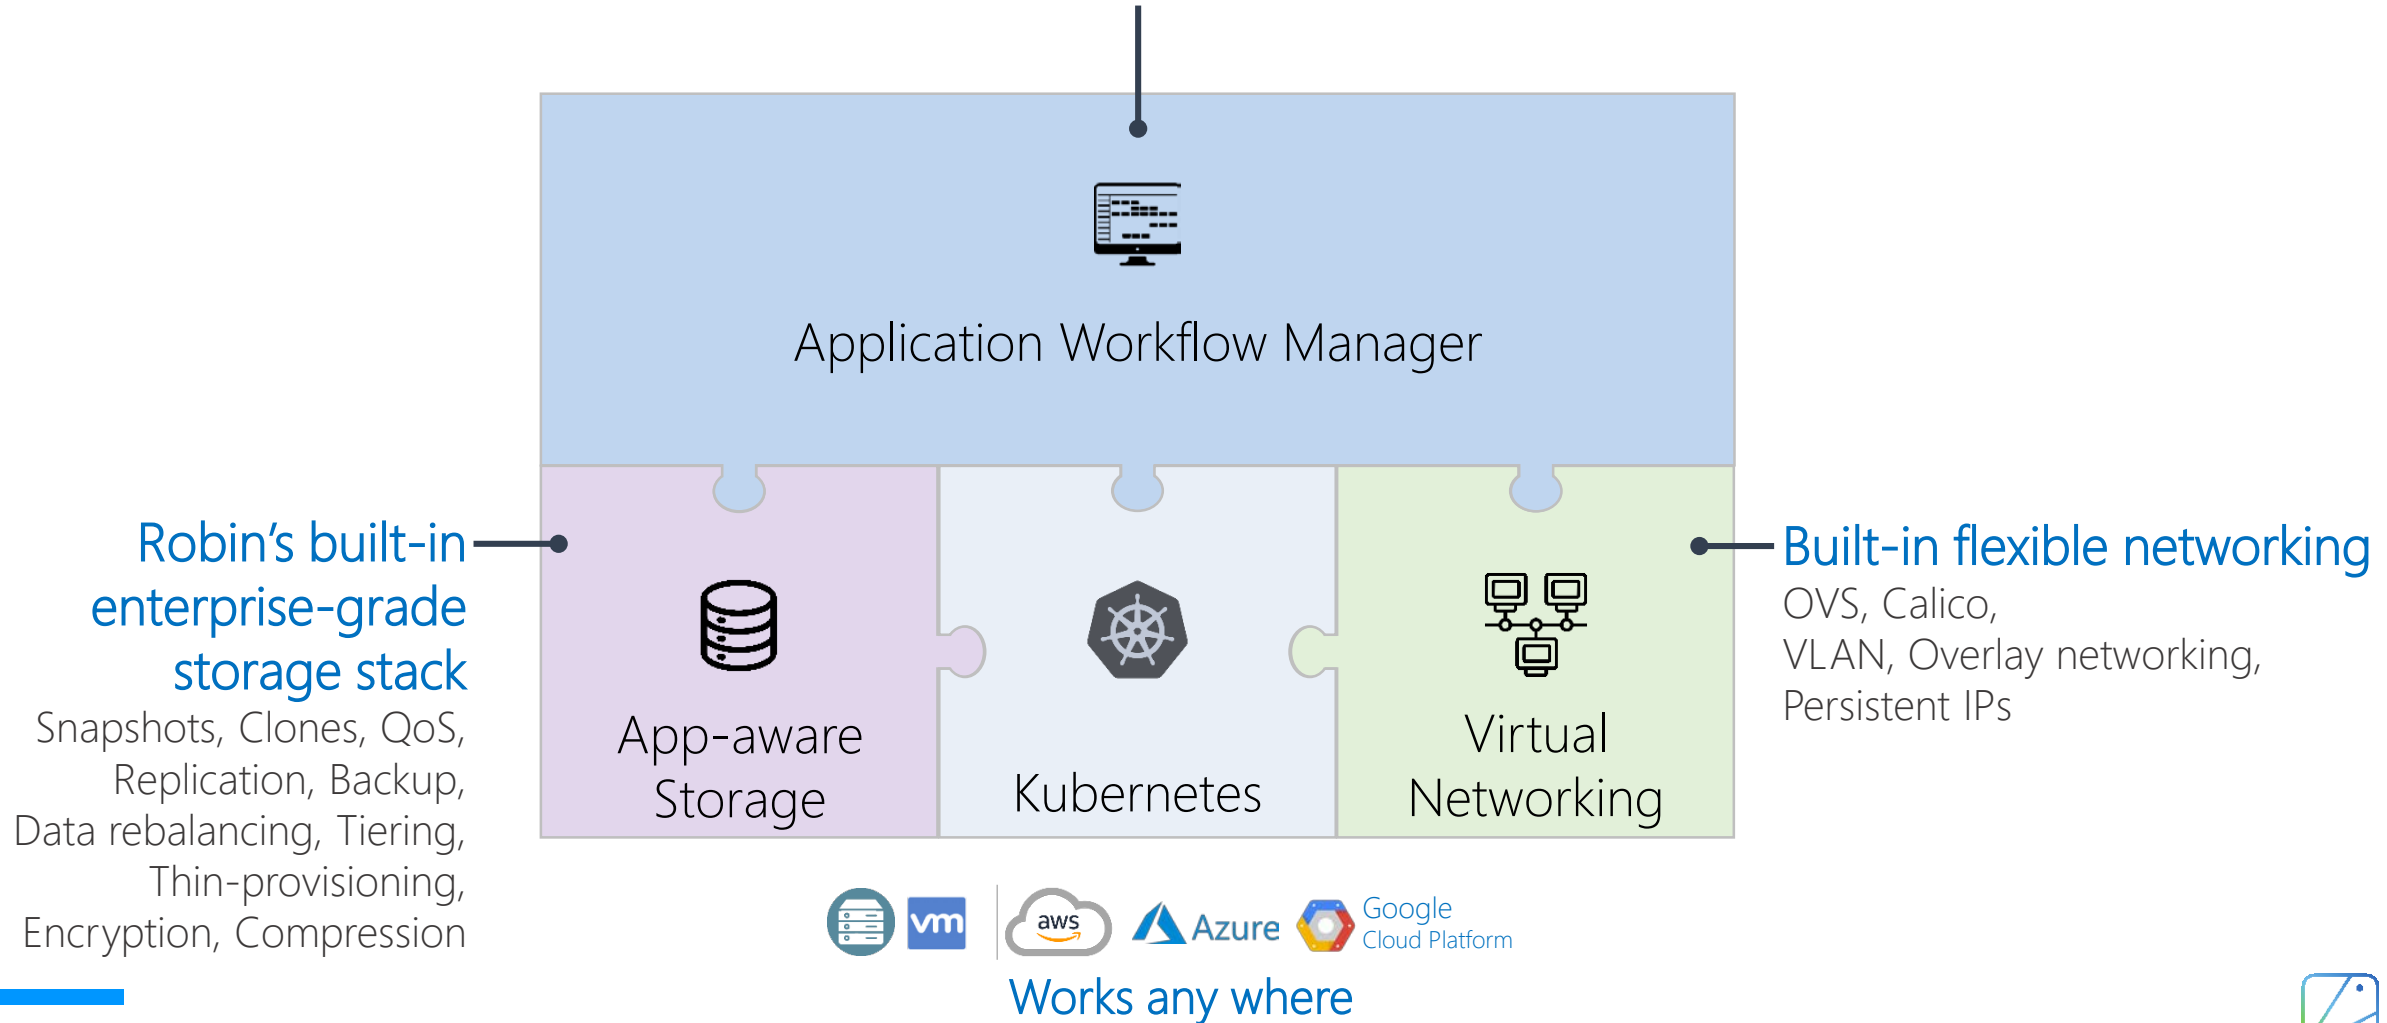 Application Workflow Manager
Robin's built-in
enterprise-grade
storage stack
Snapshots, Clones, QoS,
Replication, Backup,
Data rebalancing, Tiering,
Thin-provisioning,
Encryption, Compression
App-aware
Storage
Kubernetes
Virtual
Networking
Built-in flexible networking
OVS, Calico,
VLAN, Overlay networking,
Persistent IPs
vm
aws
Azure
Google
Cloud Platform
Works any where